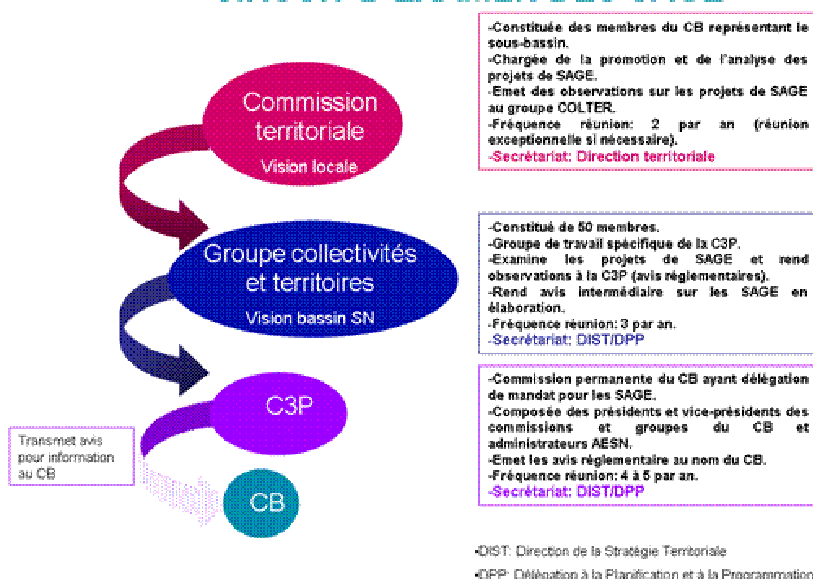 Commission
territoriale
Vision locale
-Constituée des membres du CB représentant le
sous-bassin.
-Chargée de la promotion et de l'analyse des
projets de SAGE.
-Emet des observations sur les projets de SAGE
au groupe COLTER.
-Fréquence réunion: 2 par an (réunion
exceptionnelle si nécessaire).
-Secrétariat: Direction territoriale
Groupe collectivités
et territoires
Vision bassin SN
-Constitué de 50 membres.
-Groupe de travail spécifique de la C3P.
-Examine les projets de SAGE et rend
observations à la C3P (avis réglementaires).
-Rend avis intermédiaire sur les SAGE en
élaboration.
-Fréquence réunion: 3 par an.
-Secrétariat: DIST/DPP
C3P
-Commission permanente du CB ayant délégation
de mandat pour les SAGE.
-Composée des présidents et vice-présidents des
commissions et groupes du CB et
administrateurs AESN.
-Emet les avis réglementaire au nom du CB.
-Fréquence réunion: 4 à 5 par an.
-Secrétariat: DIST/DPP
Transmet avis
pour information
au CB
CB
•DIST: Direction de la Stratégie Territoriale
•DPP: Délégation à la Planification et à la Programmation